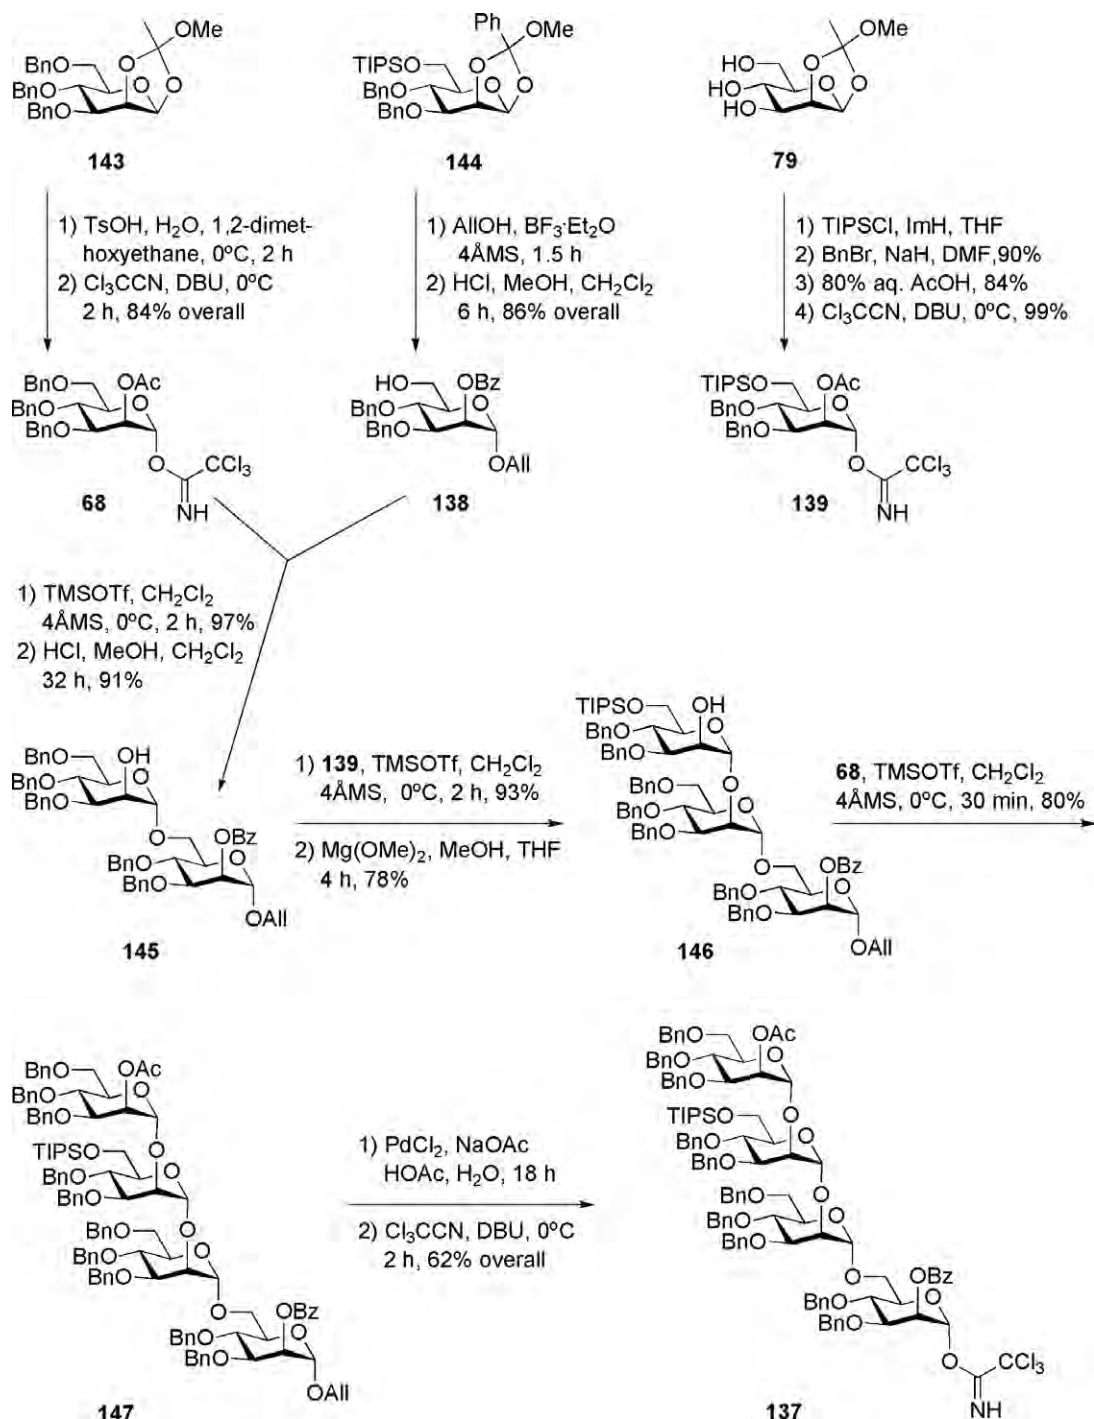 OMe
BnO
O
BnO
O
O
BnO
143
Ph
OMe
TIPSO
O
BnO
O
O
BnO
144
OMe
HO
O
HO
O
O
HO
79
1) TsOH, H2O, 1,2-dimet-
hoxyethane, 0ºC, 2 h
2) Cl3CCN, DBU, 0ºC
2 h, 84% overall
1) AllOH, BF3·Et2O
4ÅMS, 1.5 h
2) HCl, MeOH, CH2Cl2
6 h, 86% overall
1) TIPSCl, ImH, THF
2) BnBr, NaH, DMF,90%
3) 80% aq. AcOH, 84%
4) Cl3CCN, DBU, 0ºC, 99%
BnO
OAc
BnO
O
BnO
O
CCl3
NH
68
HO
OBz
BnO
O
BnO
OAll
138
TIPSO
OAc
BnO
O
BnO
O
CCl3
NH
139
1) TMSOTf, CH2Cl2
4ÅMS, 0ºC, 2 h, 97%
2) HCl, MeOH, CH2Cl2
32 h, 91%
BnO
OH
BnO
O
BnO
O
OBz
BnO
O
BnO
OAll
145
1) 139, TMSOTf, CH2Cl2
4ÅMS, 0ºC, 2 h, 93%
2) Mg(OMe)2, MeOH, THF
4 h, 78%
TIPSO
OH
BnO
O
BnO
O
BnO
BnO
O
BnO
O
OBz
BnO
O
BnO
OAll
146
68, TMSOTf, CH2Cl2
4ÅMS, 0ºC, 30 min, 80%
BnO
OAc
BnO
O
BnO
O
TIPSO
BnO
O
BnO
O
BnO
BnO
O
BnO
O
OBz
BnO
O
BnO
OAll
147
1) PdCl2, NaOAc
HOAc, H2O, 18 h
2) Cl3CCN, DBU, 0ºC
2 h, 62% overall
BnO
OAc
BnO
O
BnO
O
TIPSO
BnO
O
BnO
O
BnO
BnO
O
BnO
O
OBz
BnO
O
BnO
O
CCl3
NH
137